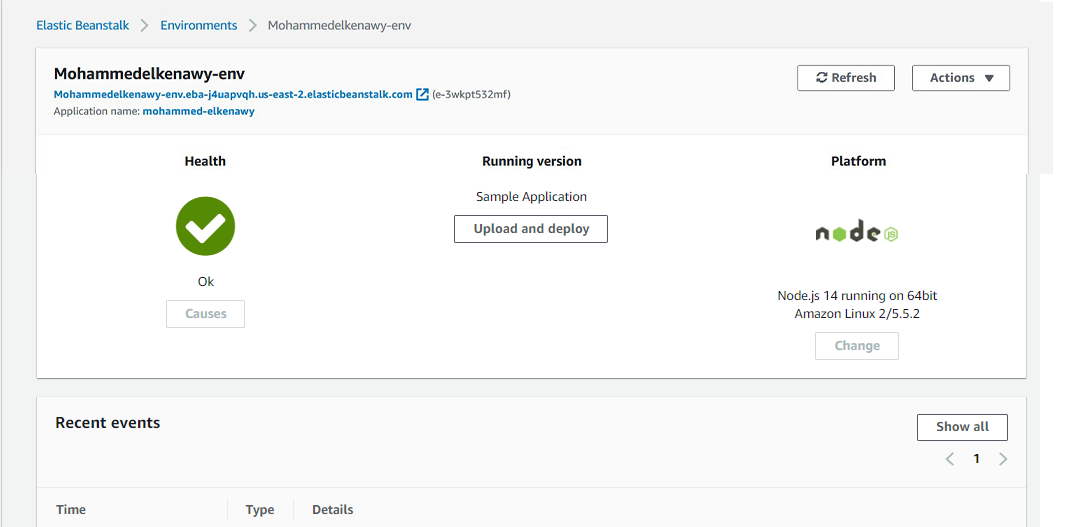 Elastic Beanstalk > Environments > Mohammedelkenawy-env
Mohammedelkenawy-env
Refresh
Actions
Mohammedelkenawy-env.eba-j4uapvqh.us-east-2.elasticbeanstalk.com (e-3wkpt532mf)
Application name: mohammed-elkenawy
Health
Running version
Platform
Sample Application
Upload and deploy
node JS
Ok
Causes
Node.js 14 running on 64bit
Amazon Linux 2/5.5.2
Change
Recent events
Show all
< 1 >
Time Type Details